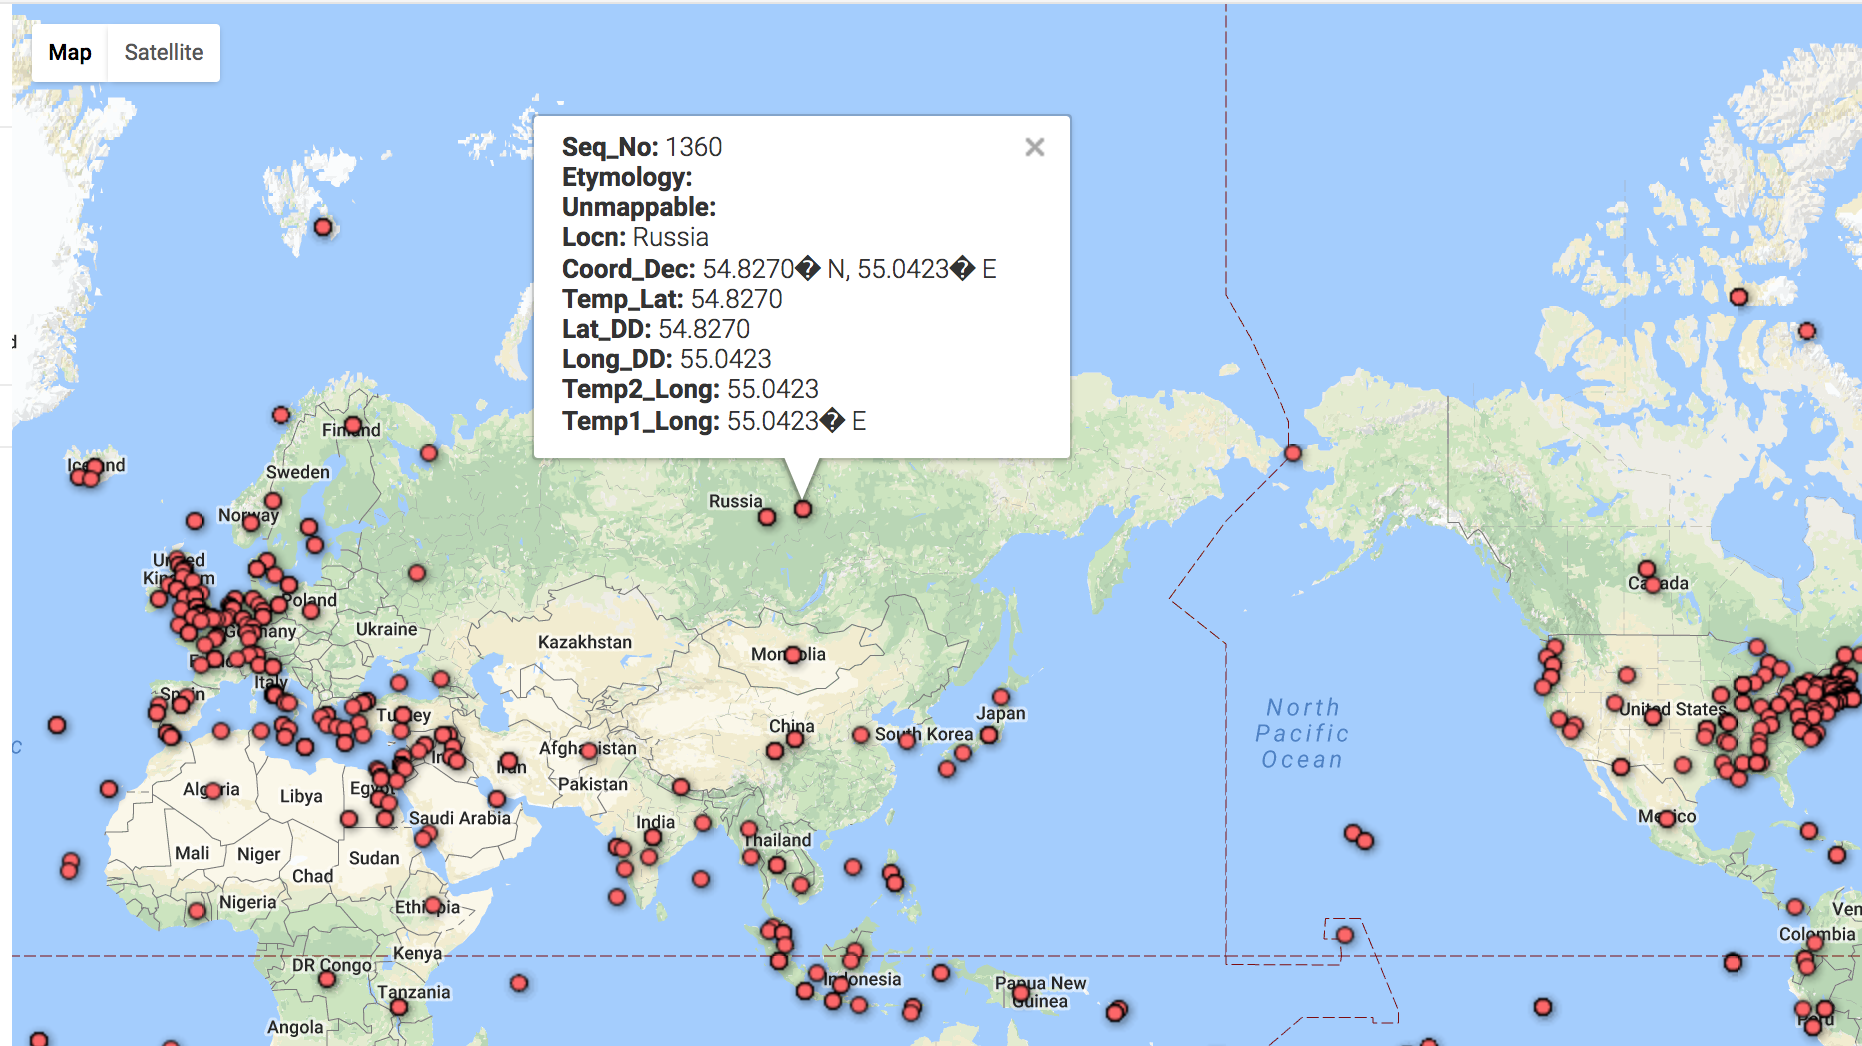 Map Satellite
Seq_No: 1360
Etymology:
Unmappable:
Locn: Russia
Coord_Dec: 54.8270� N, 55.0423� E
Temp_Lat: 54.8270
Lat_DD: 54.8270
Long_DD: 55.0423
Temp2_Long: 55.0423
Temp1_Long: 55.0423� E
d
Finland
Iceland
Sweden
Russia
Norway
United
Kingdom
Canada
Poland
Germany
Ukraine
Kazakhstan
Mongolia
France
Italy
Spain
Turkey
North
Pacific
Ocean
United States
Japan
China
South Korea
c
Afghanistan
Iraq
Iran
Pakistan
Algeria
Libya
Egypt
Saudi Arabia
India
Mexico
Thailand
Mali
Niger
Sudan
Chad
Nigeria
Ethiopia
Ven
Colombia
Kenya
DR Congo
Indonesia
Papua New
Guinea
Tanzania
Angola
Peru